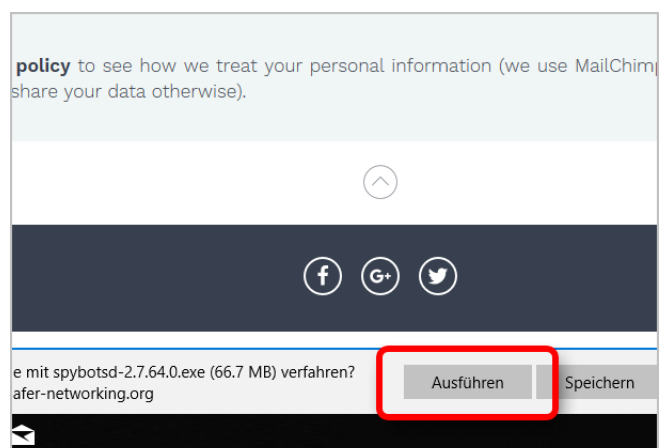 policy to see how we treat your personal information (we use MailChim
share your data otherwise).
f G+
e mit spybotsd-2.7.64.0.exe (66.7 MB) verfahren?
afer-networking.org
Ausführen
Speichern